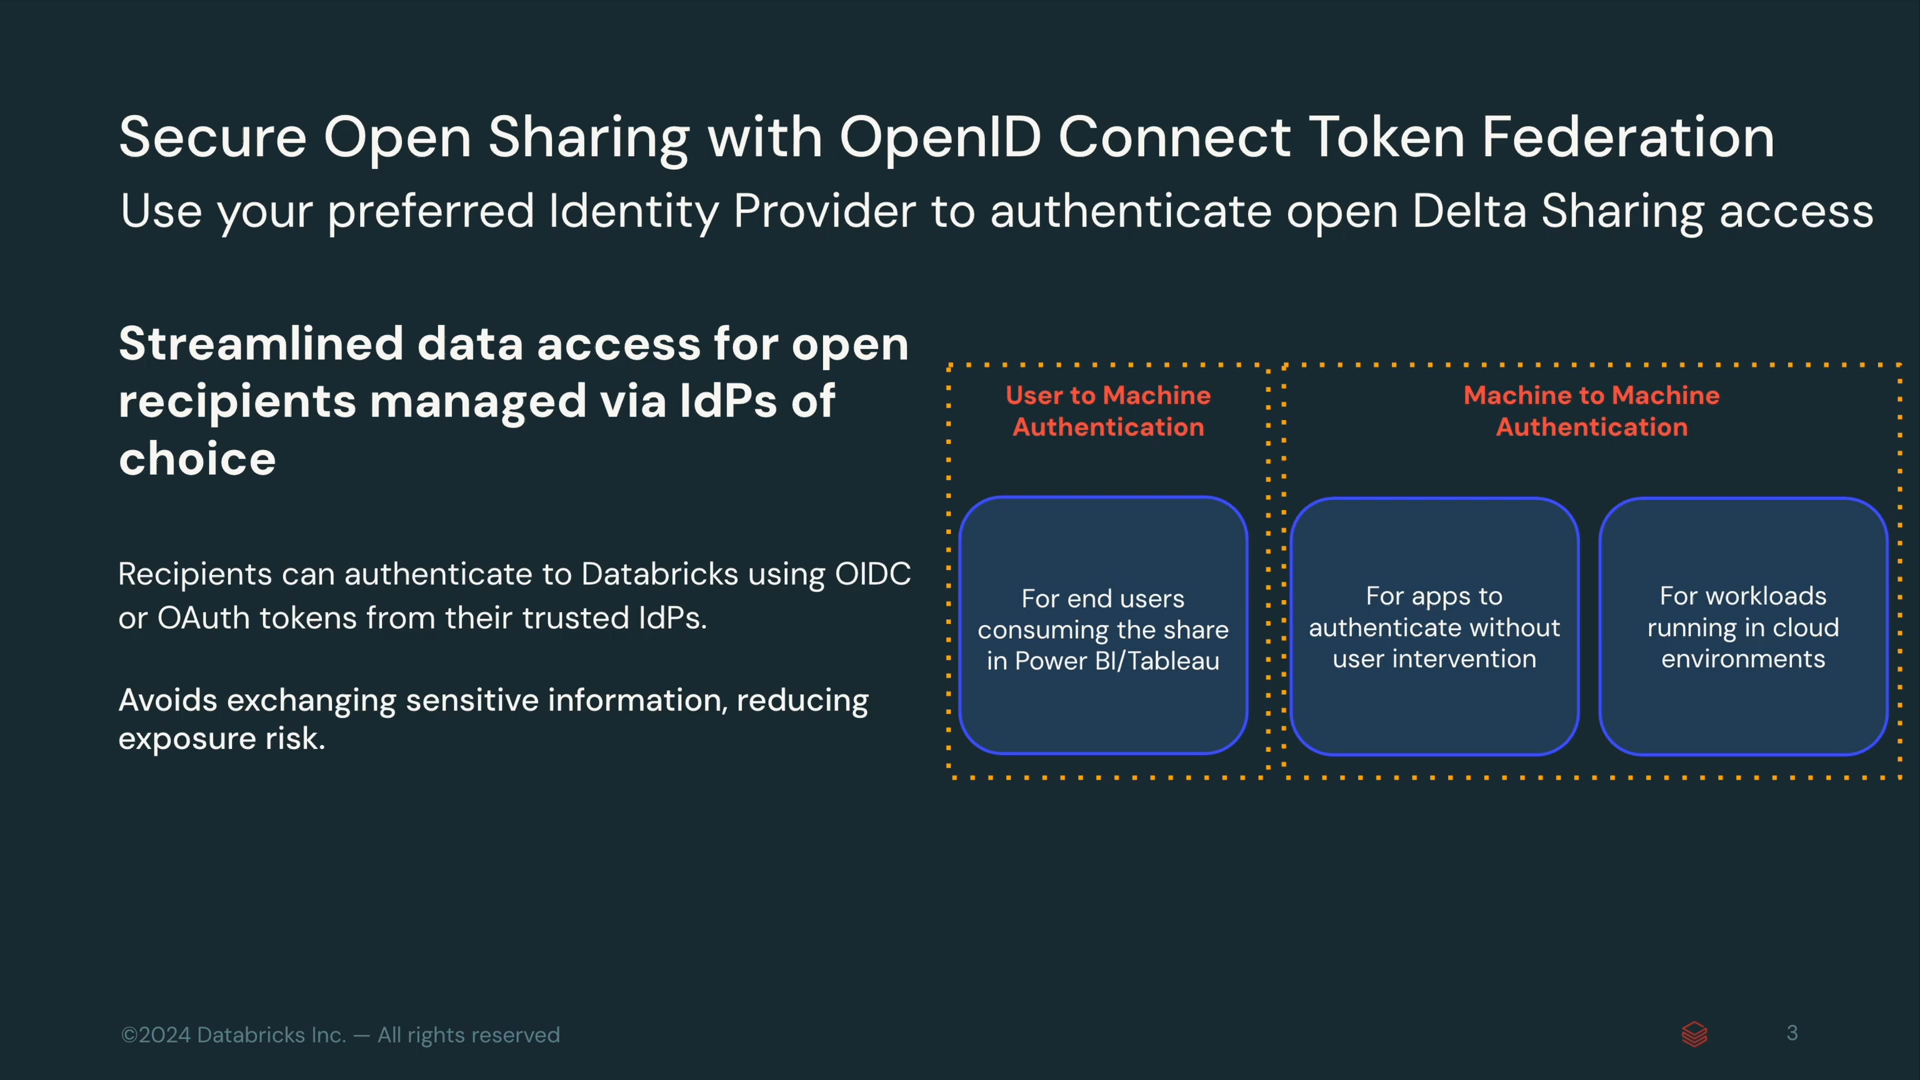 Secure Open Sharing with OpenID Connect Token Federation
Use your preferred Identity Provider to authenticate open Delta Sharing access
Streamlined data access for open
recipients managed via IdPs of
choice
Recipients can authenticate to Databricks using OIDC
or OAuth tokens from their trusted IdPs.
Avoids exchanging sensitive information, reducing
exposure risk.
User to Machine
Authentication
For end users
consuming the share
in Power BI/Tableau
Machine to Machine
Authentication
For apps to
authenticate without
user intervention
For workloads
running in cloud
environments
©2024 Databricks Inc. — All rights reserved
3